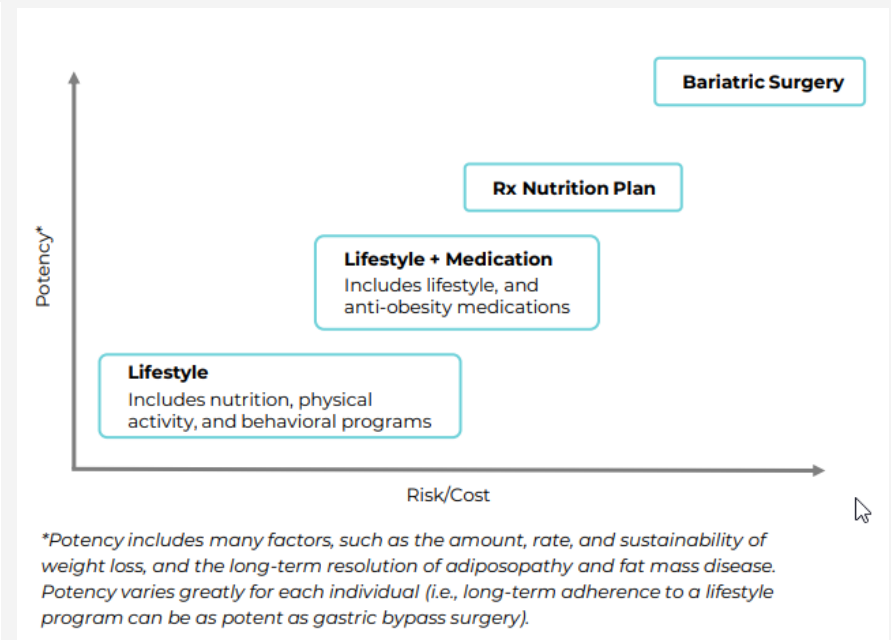 Bariatric Surgery
Rx Nutrition Plan
Potency*
Lifestyle + Medication
Includes lifestyle, and
anti-obesity medications
Lifestyle
Includes nutrition, physical
activity, and behavioral programs
Risk/Cost
*Potency includes many factors, such as the amount, rate, and sustainability of
weight loss, and the long-term resolution of adiposopathy and fat mass disease.
Potency varies greatly for each individual (i.e., long-term adherence to a lifestyle
program can be as potent as gastric bypass surgery).